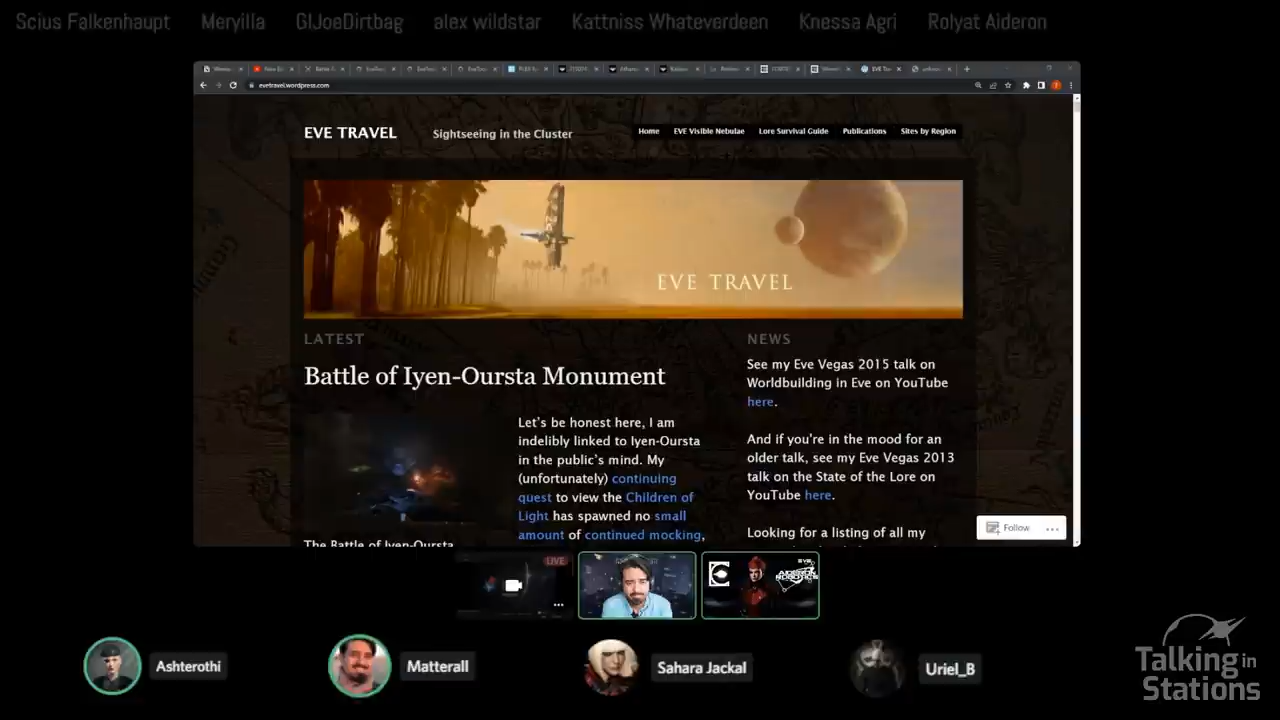 Scius Falkenhaupt Meryilla GIJoeDirtbag alex wildstar Kattniss Whateverdeen Knessa Agri Rolyat Aideron
evetravel.wordpress.com
EVE TRAVEL Sightseeing in the Cluster Home EVE Visible Nebulae Lore Survival Guide Publications Sites by Region
EVE TRAVEL
LATEST
Battle of Iyen-Oursta Monument
Let's be honest here, I am
indelibly linked to Iyen-Oursta
in the public's mind. My
(unfortunately) continuing
quest to view the Children of
Light has spawned no small
amount of continued mocking,
The Battle of Iyen-Oursta
NEWS
See my Eve Vegas 2015 talk on
Worldbuilding in Eve on YouTube
here.
And if you're in the mood for an
older talk, see my Eve Vegas 2013
talk on the State of the Lore on
YouTube here.
Looking for a listing of all my
Follow
LIVE
EVE
AIDERON
ROBOTICS
Ashterothi Matterall Sahara Jackal Uriel_B
Talking in
Stations